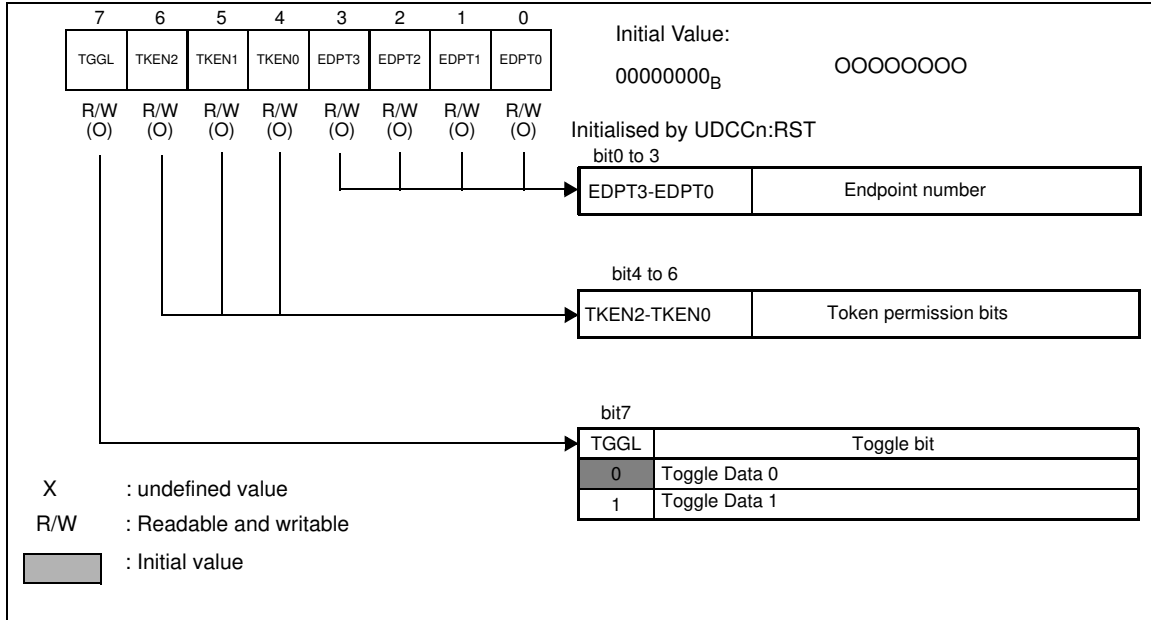 7 6 5 4 3 2 1 0
TGGL TKEN2 TKEN1 TKEN0 EDPT3 EDPT2 EDPT1 EDPT0
R/W R/W R/W R/W R/W R/W R/W R/W
(O) (O) (O) (O) (O) (O) (O) (O)
Initial Value:
00000000B OOOOOOOO
Initialised by UDCCn:RST
bit0 to 3
EDPT3-EDPT0 Endpoint number
bit4 to 6
TKEN2-TKEN0 Token permission bits
bit7
TGGL Toggle bit
0 Toggle Data 0
1 Toggle Data 1
X : undefined value
R/W : Readable and writable
: Initial value